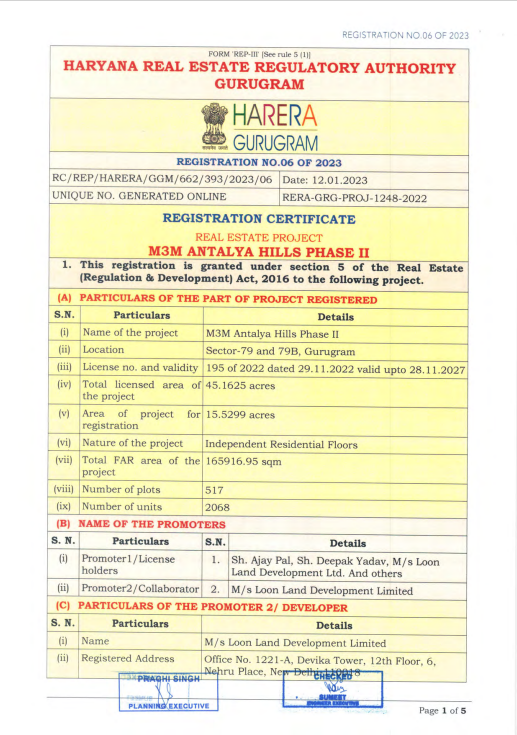 REGISTRATION NO.06 OF 2023
FORM 'REP-III' [See rule 5 (1)]
HARYANA REAL ESTATE REGULATORY AUTHORITY
GURUGRAM
HARERA
GURUGRAM
सत्यमेव जयते
REGISTRATION NO.06 OF 2023
RC/REP/HARERA/GGM/662/393/2023/06 Date: 12.01.2023
UNIQUE NO. GENERATED ONLINE RERA-GRG-PROJ-1248-2022
REGISTRATION CERTIFICATE
REAL ESTATE PROJECT
M3M ANTALYA HILLS PHASE II
1. This registration is granted under section 5 of the Real Estate
(Regulation & Development) Act, 2016 to the following project.
(A) PARTICULARS OF THE PART OF PROJECT REGISTERED
S.N. Particulars Details
(i) Name of the project M3M Antalya Hills Phase II
(ii) Location Sector-79 and 79B, Gurugram
(iii) License no. and validity 195 of 2022 dated 29.11.2022 valid upto 28.11.2027
(iv) Total licensed area of 45.1625 acres
the project
(v) Area of project for 15.5299 acres
registration
(vi) Nature of the project Independent Residential Floors
(vii) Total FAR area of the 165916.95 sqm
project
(viii) Number of plots 517
(ix) Number of units 2068
(B) NAME OF THE PROMOTERS
S. N. Particulars S.N. Details
(i) Promoter1/License 1. Sh. Ajay Pal, Sh. Deepak Yadav, M/s Loon
holders Land Development Ltd. And others
(ii) Promoter2/Collaborator 2. M/s Loon Land Development Limited
(C) PARTICULARS OF THE PROMOTER 2/ DEVELOPER
S. N. Particulars Details
(i) Name M/s Loon Land Development Limited
(ii) Registered Address Office No. 1221-A, Devika Tower, 12th Floor, 6,
Nehru Place, New Delhi-110018
PRACHI SINGH
PLANNING EXECUTIVE
CHECKED
SUMEET
ENGINEER EXECUTIVE
Page 1 of 5